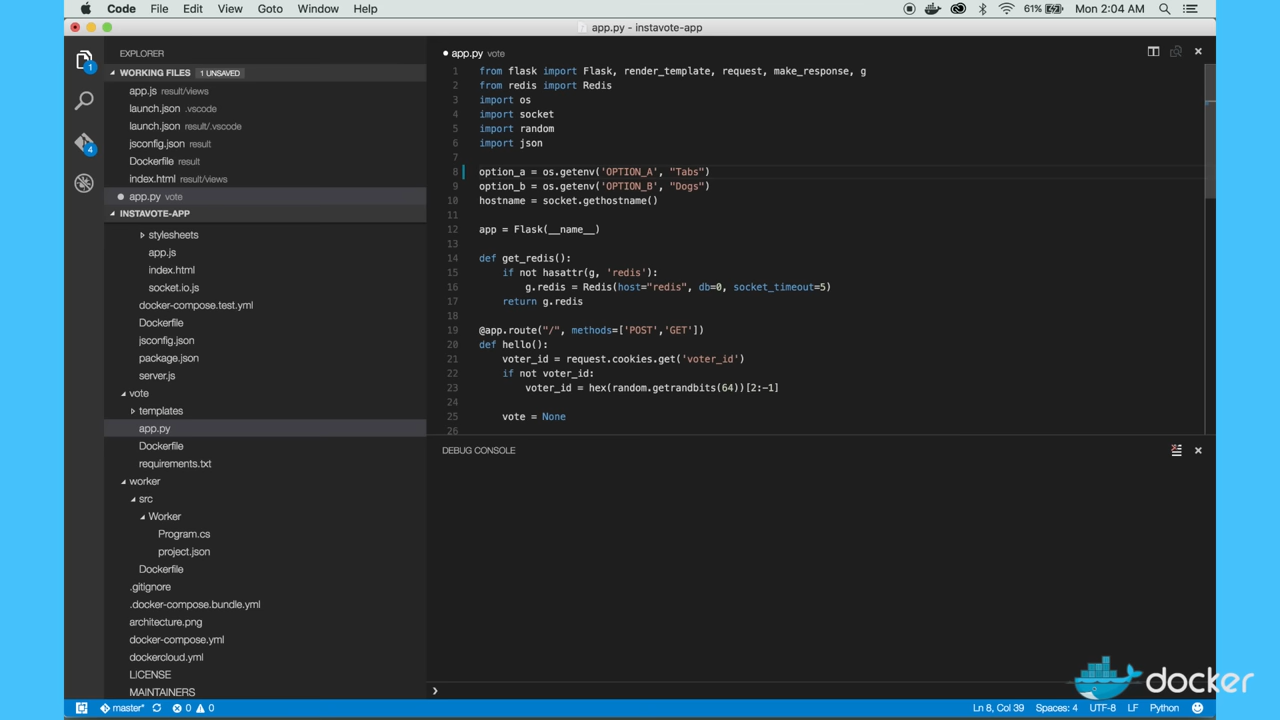 Code File Edit View Goto Window Help 61% Mon 2:04 AM
app.py - instavote-app
EXPLORER
WORKING FILES 1 UNSAVED
app.js result/views
launch.json .vscode
launch.json result/.vscode
jsconfig.json result
Dockerfile result
index.html result/views
app.py vote
INSTAVOTE-APP
stylesheets
app.js
index.html
socket.io.js
docker-compose.test.yml
Dockerfile
jsconfig.json
package.json
server.js
vote
templates
app.py
Dockerfile
requirements.txt
worker
src
Worker
Program.cs
project.json
Dockerfile
.gitignore
.docker-compose.bundle.yml
architecture.png
docker-compose.yml
dockercloud.yml
LICENSE
MAINTAINERS
1
4
app.py vote
1 from flask import Flask, render_template, request, make_response, g
2 from redis import Redis
3 import os
4 import socket
5 import random
6 import json
7
8 option_a = os.getenv('OPTION_A', "Tabs")
9 option_b = os.getenv('OPTION_B', "Dogs")
10 hostname = socket.gethostname()
11
12 app = Flask(__name__)
13
14 def get_redis():
15 if not hasattr(g, 'redis'):
16 g.redis = Redis(host="redis", db=0, socket_timeout=5)
17 return g.redis
18
19 @app.route("/", methods=['POST','GET'])
20 def hello():
21 voter_id = request.cookies.get('voter_id')
22 if not voter_id:
23 voter_id = hex(random.getrandbits(64))[2:-1]
24
25 vote = None
26
DEBUG CONSOLE
docker
master* 0 0 Ln 8, Col 39 Spaces: 4 UTF-8 LF Python